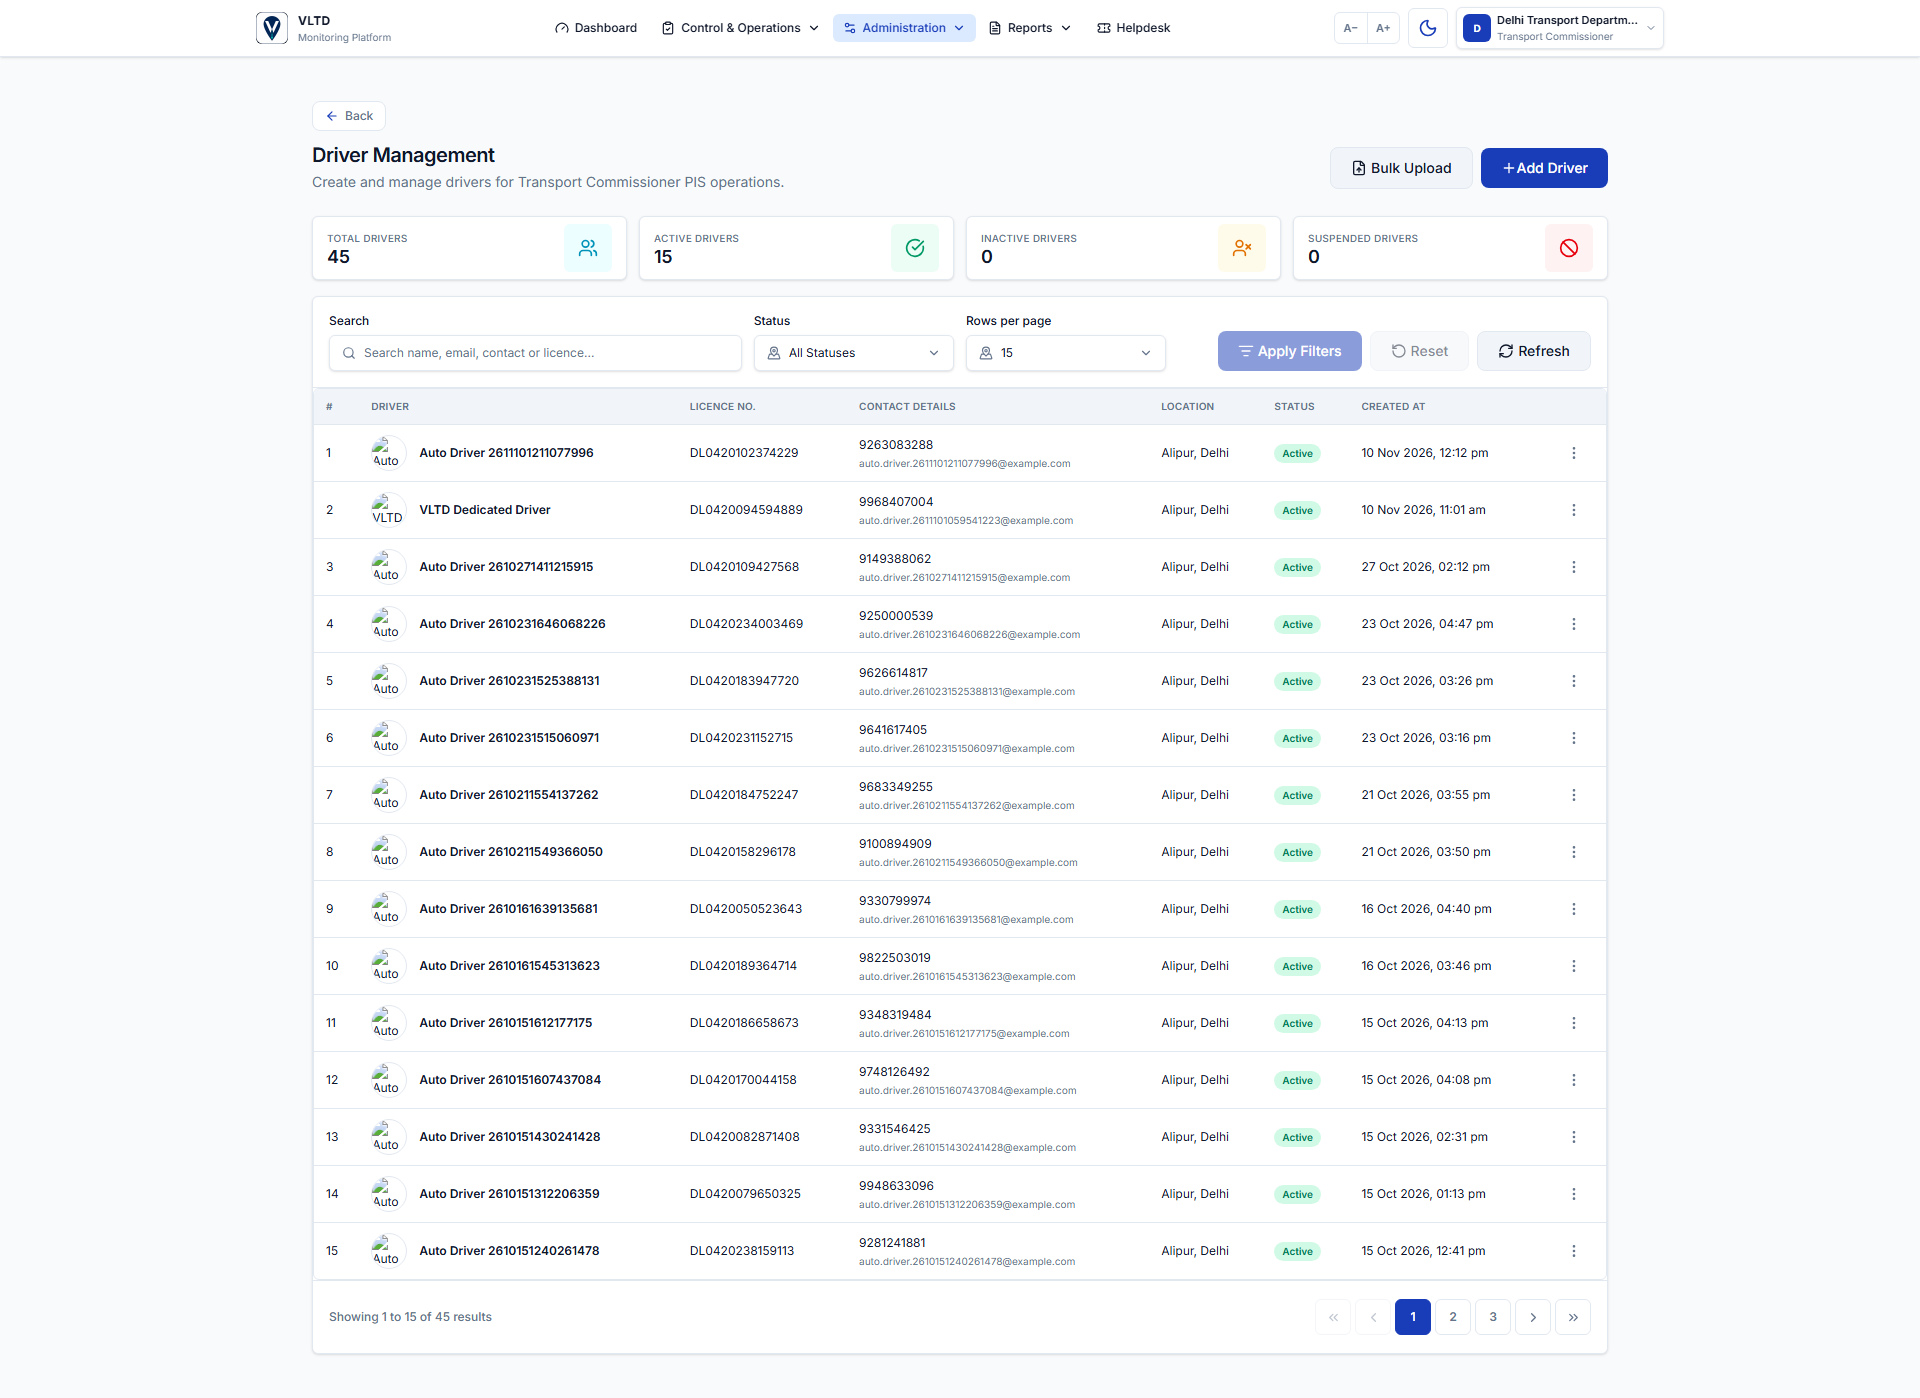 VLTD
Monitoring Platform
Dashboard
Control & Operations
Administration
Reports
Helpdesk
A−
A+
D
Delhi Transport Departm...
Transport Commissioner
Back
Driver Management
Create and manage drivers for Transport Commissioner PIS operations.
Bulk Upload
+ Add Driver
TOTAL DRIVERS
45
ACTIVE DRIVERS
15
INACTIVE DRIVERS
0
SUSPENDED DRIVERS
0
Search
Search name, email, contact or licence...
Status
All Statuses
Rows per page
15
Apply Filters
Reset
Refresh
# DRIVER LICENCE NO. CONTACT DETAILS LOCATION STATUS CREATED AT
1 Auto Auto Driver 2611101211077996 DL0420102374229 9263083288 Alipur, Delhi Active 10 Nov 2026, 12:12 pm
auto.driver.2611101211077996@example.com
2 VLTD VLTD Dedicated Driver DL0420094594889 9968407004 Alipur, Delhi Active 10 Nov 2026, 11:01 am
auto.driver.2611101059541223@example.com
3 Auto Auto Driver 2610271411215915 DL0420109427568 9149388062 Alipur, Delhi Active 27 Oct 2026, 02:12 pm
auto.driver.2610271411215915@example.com
4 Auto Auto Driver 2610231646068226 DL0420234003469 9250000539 Alipur, Delhi Active 23 Oct 2026, 04:47 pm
auto.driver.2610231646068226@example.com
5 Auto Auto Driver 2610231525388131 DL0420183947720 9626614817 Alipur, Delhi Active 23 Oct 2026, 03:26 pm
auto.driver.2610231525388131@example.com
6 Auto Auto Driver 2610231515060971 DL0420231152715 9641617405 Alipur, Delhi Active 23 Oct 2026, 03:16 pm
auto.driver.2610231515060971@example.com
7 Auto Auto Driver 2610211554137262 DL0420184752247 9683349255 Alipur, Delhi Active 21 Oct 2026, 03:55 pm
auto.driver.2610211554137262@example.com
8 Auto Auto Driver 2610211549366050 DL0420158296178 9100894909 Alipur, Delhi Active 21 Oct 2026, 03:50 pm
auto.driver.2610211549366050@example.com
9 Auto Auto Driver 2610161639135681 DL0420050523643 9330799974 Alipur, Delhi Active 16 Oct 2026, 04:40 pm
auto.driver.2610161639135681@example.com
10 Auto Auto Driver 2610161545313623 DL0420189364714 9822503019 Alipur, Delhi Active 16 Oct 2026, 03:46 pm
auto.driver.2610161545313623@example.com
11 Auto Auto Driver 2610151612177175 DL0420186658673 9348319484 Alipur, Delhi Active 15 Oct 2026, 04:13 pm
auto.driver.2610151612177175@example.com
12 Auto Auto Driver 2610151607437084 DL0420170044158 9748126492 Alipur, Delhi Active 15 Oct 2026, 04:08 pm
auto.driver.2610151607437084@example.com
13 Auto Auto Driver 2610151430241428 DL0420082871408 9331546425 Alipur, Delhi Active 15 Oct 2026, 02:31 pm
auto.driver.2610151430241428@example.com
14 Auto Auto Driver 2610151312206359 DL0420079650325 9948633096 Alipur, Delhi Active 15 Oct 2026, 01:13 pm
auto.driver.2610151312206359@example.com
15 Auto Auto Driver 2610151240261478 DL0420238159113 9281241881 Alipur, Delhi Active 15 Oct 2026, 12:41 pm
auto.driver.2610151240261478@example.com
Showing 1 to 15 of 45 results
« ‹ 1 2 3 › »